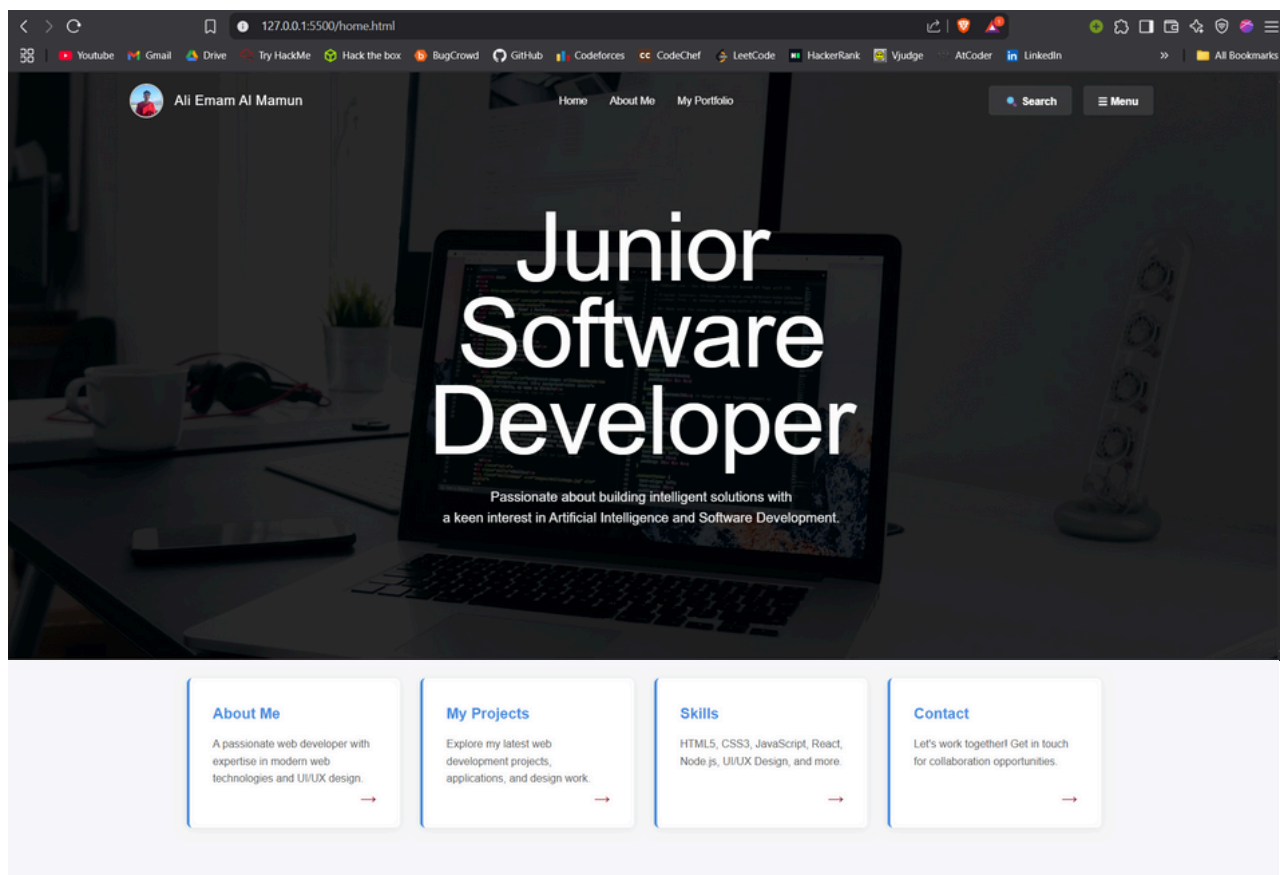 127.0.0.1:5500/home.html
Youtube Gmail Drive Try HackMe Hack the box BugCrowd GitHub Codeforces CC CodeChef LeetCode HackerRank Vjudge AtCoder in LinkedIn » All Bookmarks
Ali Emam Al Mamun Home About Me My Portfolio Search ☰ Menu
Junior
Software
Developer
Passionate about building intelligent solutions with
a keen interest in Artificial Intelligence and Software Development.
About Me
A passionate web developer with
expertise in modern web
technologies and UI/UX design.
→
My Projects
Explore my latest web
development projects,
applications, and design work.
→
Skills
HTML5, CSS3, JavaScript, React,
Node.js, UI/UX Design, and more.
→
Contact
Let's work together! Get in touch
for collaboration opportunities.
→